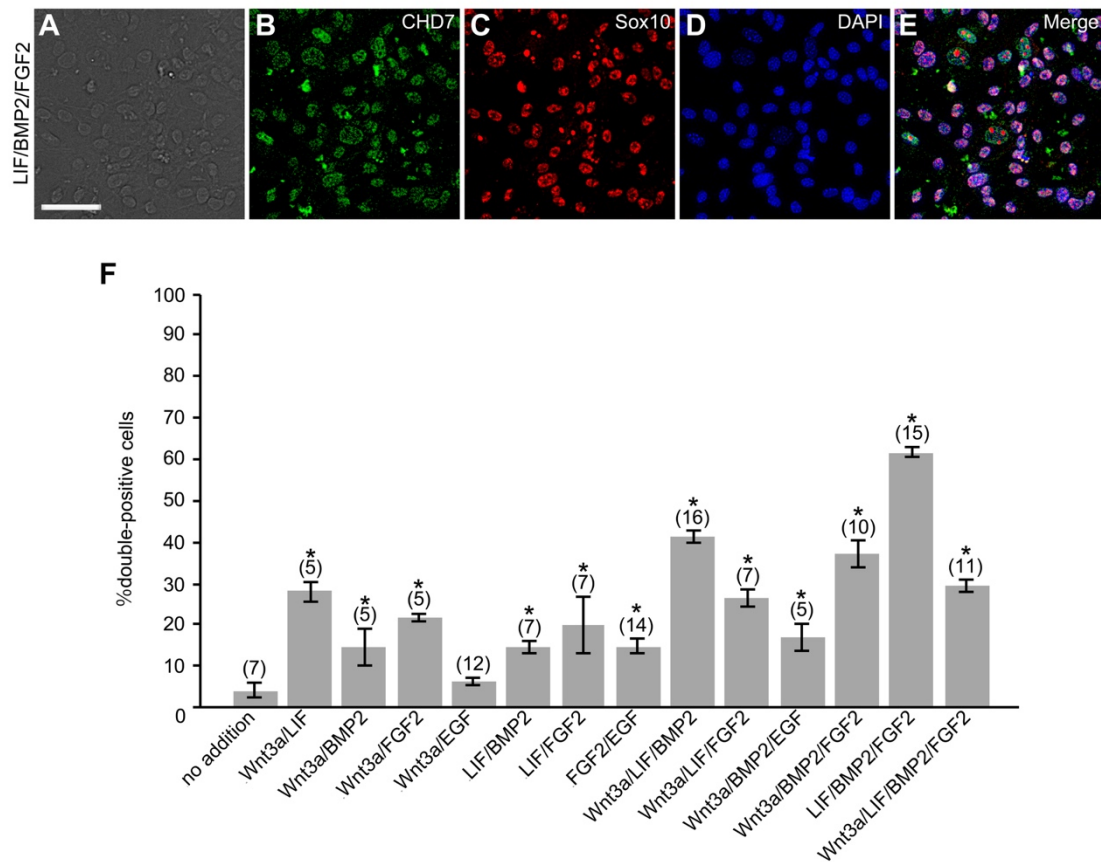 LIF/BMP2/FGF2
A
B CHD7
C Sox10
D DAPI
E Merge
F
%double-positive cells
100
90
80
70
60
50
40
30
20
10
0
(7)
*
(5)
*
(5)
*
(5)
(12)
*
(7)
*
(7)
*
(14)
*
(16)
*
(7)
*
(5)
*
(10)
*
(15)
*
(11)
no addition
Wnt3a/LIF
Wnt3a/BMP2
Wnt3a/FGF2
Wnt3a/EGF
LIF/BMP2
LIF/FGF2
FGF2/EGF
Wnt3a/LIF/BMP2
Wnt3a/LIF/FGF2
Wnt3a/BMP2/EGF
Wnt3a/BMP2/FGF2
LIF/BMP2/FGF2
Wnt3a/LIF/BMP2/FGF2